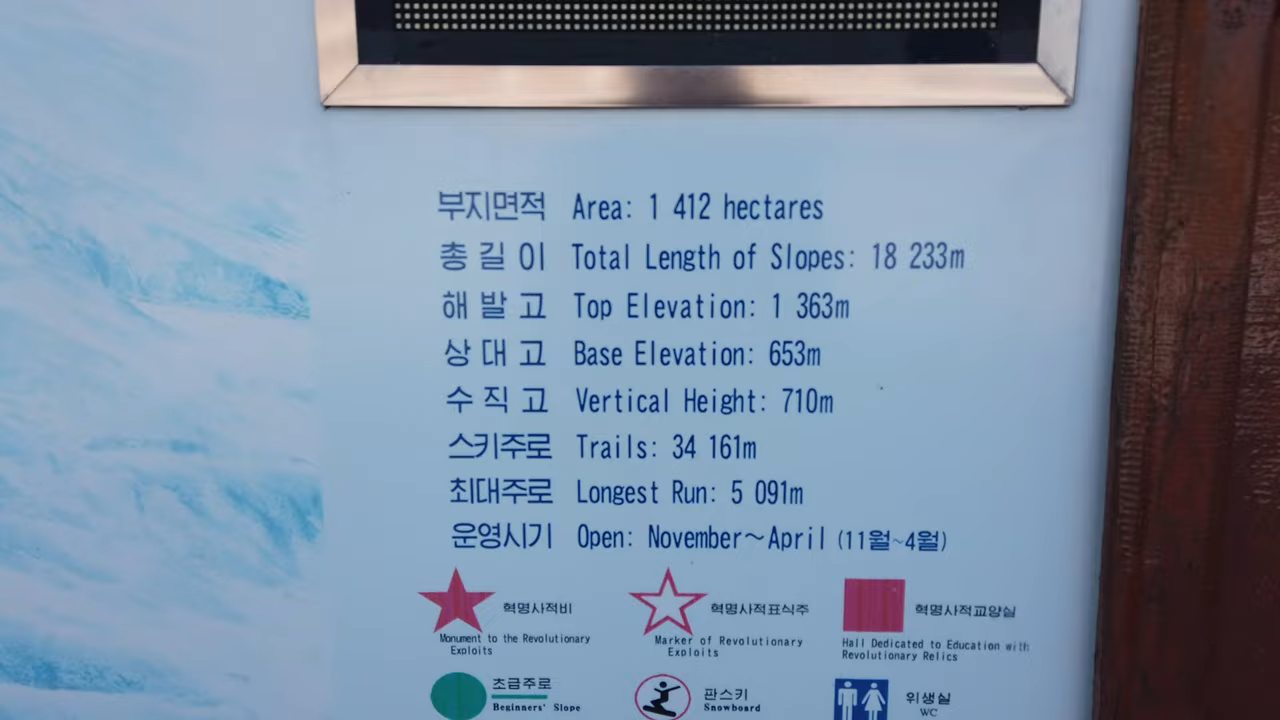 부지면적 Area: 1 412 hectares
총길이 Total Length of Slopes: 18 233m
해발고 Top Elevation: 1 363m
상대고 Base Elevation: 653m
수직고 Vertical Height: 710m
스키주로 Trails: 34 161m
최대주로 Longest Run: 5 091m
운영시기 Open: November~April (11월~4월)
혁명사적비
Monument to the Revolutionary
Exploits
혁명사적표식주
Marker of Revolutionary
Exploits
혁명사적교양실
Hall Dedicated to Education with
Revolutionary Relics
초급주로
Beginners' Slope
판스키
Snowboard
위생실
WC